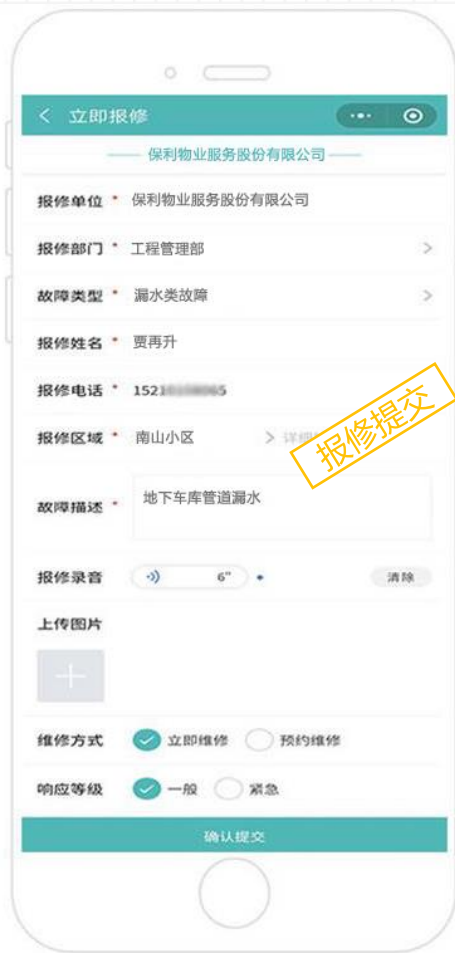 立即报修
保利物业服务股份有限公司
报修单位 * 保利物业服务股份有限公司
报修部门 * 工程管理部 >
故障类型 * 漏水类故障 >
报修姓名 * 贾再升
报修电话 * 1521 5
报修区域 * 南山小区 > 详细
报修提交
故障描述 * 地下车库管道漏水
报修录音 6" 清除
上传图片
维修方式 立即维修 预约维修
响应等级 一般 紧急
确认提交